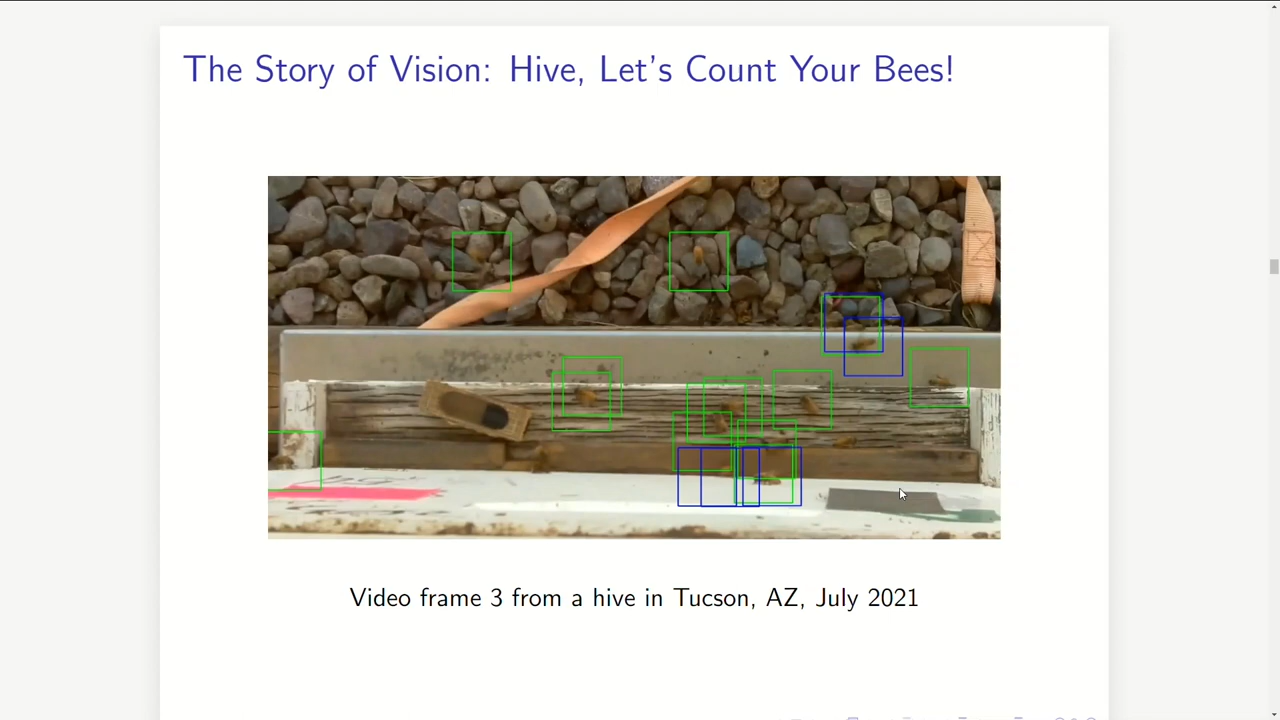 The Story of Vision: Hive, Let's Count Your Bees!
Video frame 3 from a hive in Tucson, AZ, July 2021